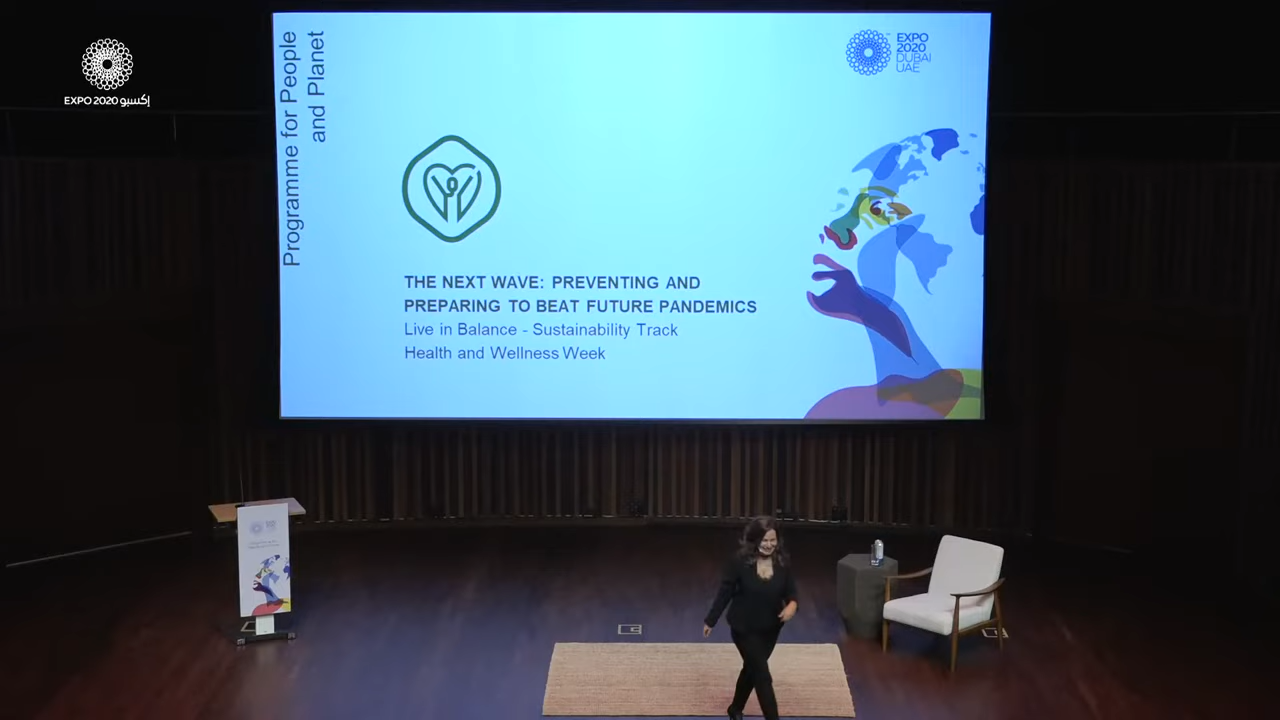 EXPO 2020 إكسبو
Programme for People
and Planet
EXPO
2020
DUBAI
UAE
THE NEXT WAVE: PREVENTING AND
PREPARING TO BEAT FUTURE PANDEMICS
Live in Balance - Sustainability Track
Health and Wellness Week